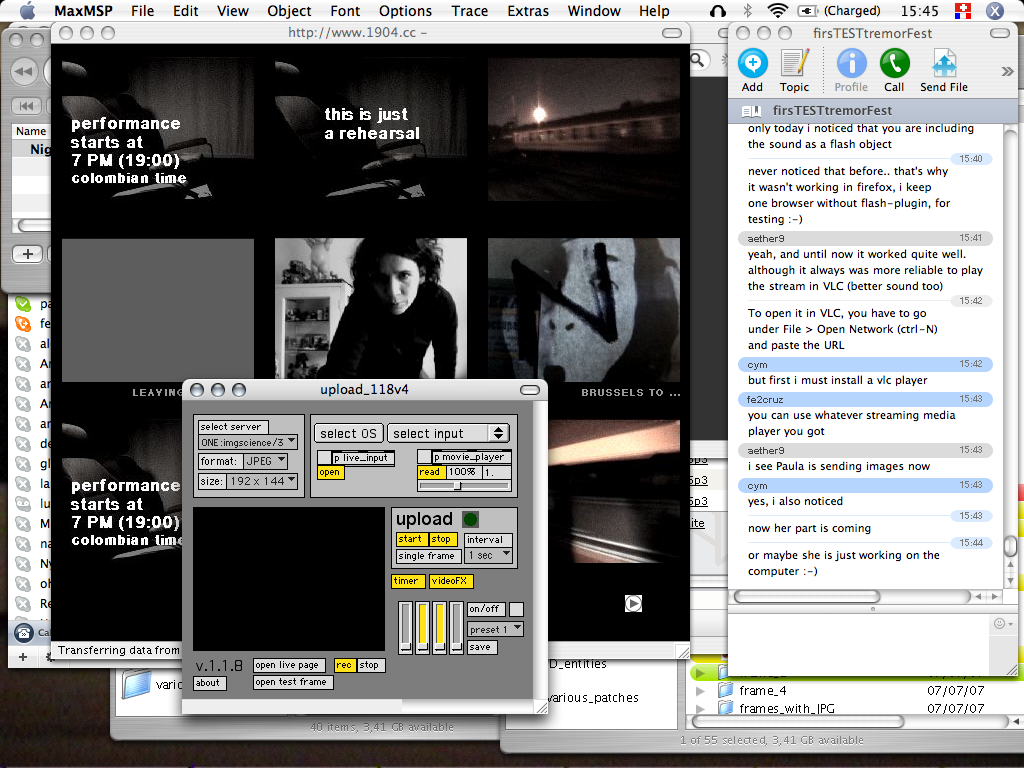 MaxMSP File Edit View Object Font Options Trace Extras Window Help (Charged) 15:45
http://www.1904.cc –
performance
starts at
7 PM (19:00)
colombian time
this is just
a rehearsal
BRUSSELS TO ...
performance
starts at
7 PM (19:00)
Transferring data from
Name
upload_118v4
select server
ONE:imgscience/3
format: JPEG
size: 192 x 144
select OS
select input
p live_input
open
p movie_player
read 100% 1.
upload
start stop interval
single frame 1 sec
timer videoFX
on/off
preset 1
save
v.1.1.8
open live page
rec stop
about
open test frame
firsTESTtremorFest
Add Topic Profile Call Send File
firsTESTtremorFest
only today i noticed that you are including
the sound as a flash object
15:40
never noticed that before.. that's why
it wasn't working in firefox, i keep
one browser without flash-plugin, for
testing :-)
aether9 15:41
yeah, and until now it worked quite well.
although it always was more reliable to play
the stream in VLC (better sound too)
15:42
To open it in VLC, you have to go
under File > Open Network (ctrl-N)
and paste the URL
cym 15:42
but first i must install a vlc player
fe2cruz 15:43
you can use whatever streaming media
player you got
aether9 15:43
i see Paula is sending images now
cym 15:43
yes, i also noticed
15:43
now her part is coming
15:44
or maybe she is just working on the
computer :-)
40 items, 3,41 GB available
D_entities
various_patches
frame_4 07/07/07
frames_with_JPG 07/07/07
1 of 55 selected, 3,41 GB available